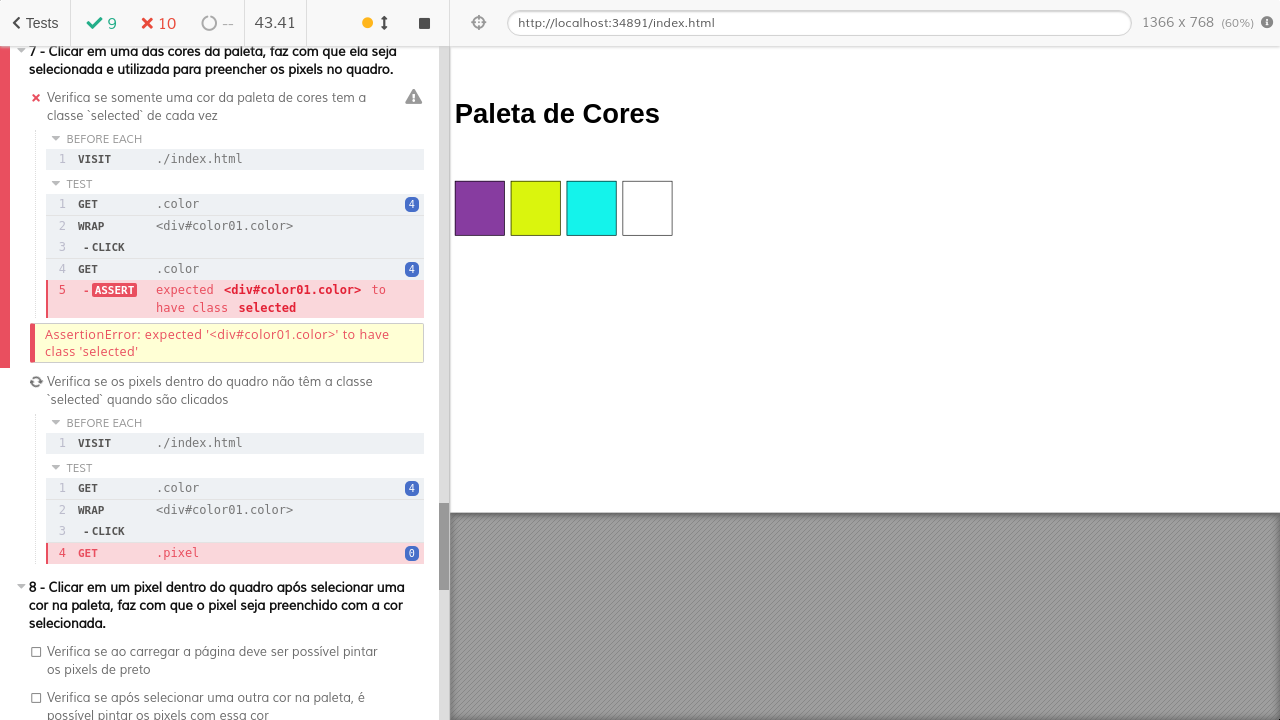 Tests 9 10 -- 43.41 http://localhost:34891/index.html 1366 x 768 (60%)
7 - Clicar em uma das cores da paleta, faz com que ela seja
selecionada e utilizada para preencher os pixels no quadro.
Verifica se somente uma cor da paleta de cores tem a
classe `selected` de cada vez
BEFORE EACH
1 VISIT ./index.html
TEST
1 GET .color 4
2 WRAP <div#color01.color>
3 -CLICK
4 GET .color 4
5 -ASSERT expected <div#color01.color> to
have class selected
AssertionError: expected '<div#color01.color>' to have
class 'selected'
Verifica se os pixels dentro do quadro não têm a classe
`selected` quando são clicados
BEFORE EACH
1 VISIT ./index.html
TEST
1 GET .color 4
2 WRAP <div#color01.color>
3 -CLICK
4 GET .pixel 0
8 - Clicar em um pixel dentro do quadro após selecionar uma
cor na paleta, faz com que o pixel seja preenchido com a cor
selecionada.
Verifica se ao carregar a página deve ser possível pintar
os pixels de preto
Verifica se após selecionar uma outra cor na paleta, é
possível pintar os pixels com essa cor
Paleta de Cores